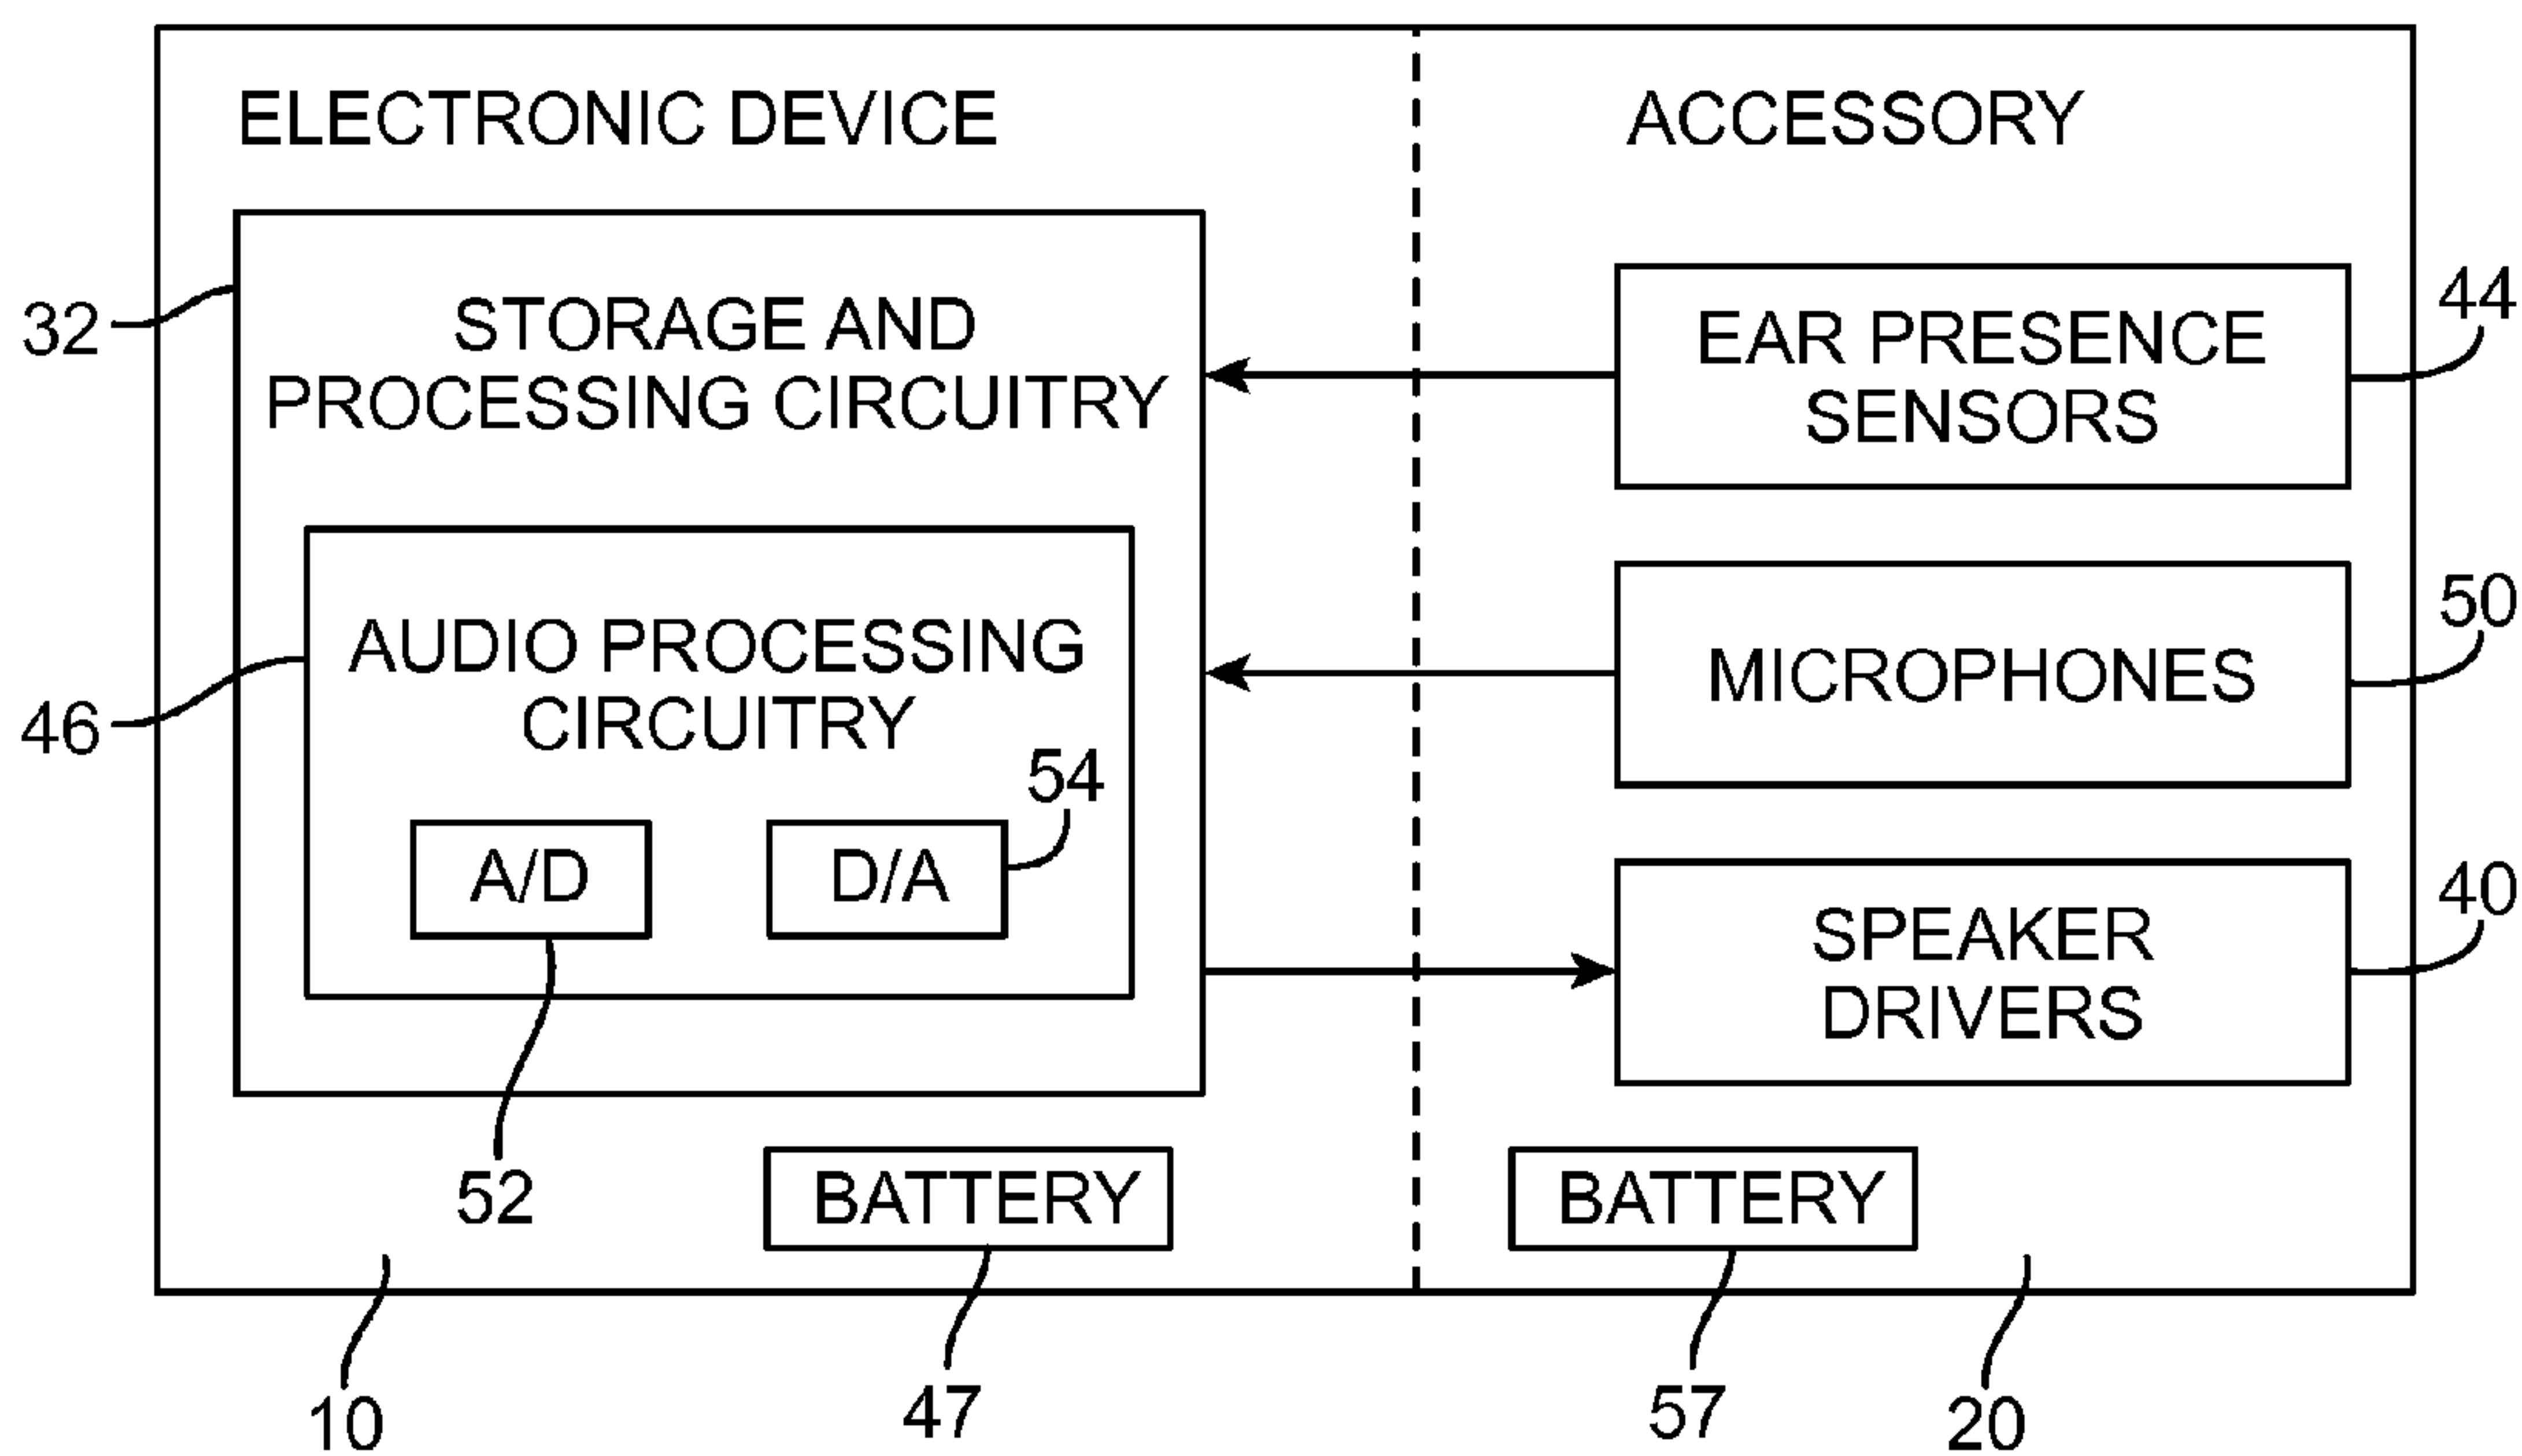 ELECTRONIC DEVICE
ACCESSORY
32
STORAGE AND
PROCESSING CIRCUITRY
46
AUDIO PROCESSING
CIRCUITRY
54
A/D
D/A
52
BATTERY
10
47
EAR PRESENCE
SENSORS
44
MICROPHONES
50
SPEAKER
DRIVERS
40
BATTERY
57
20